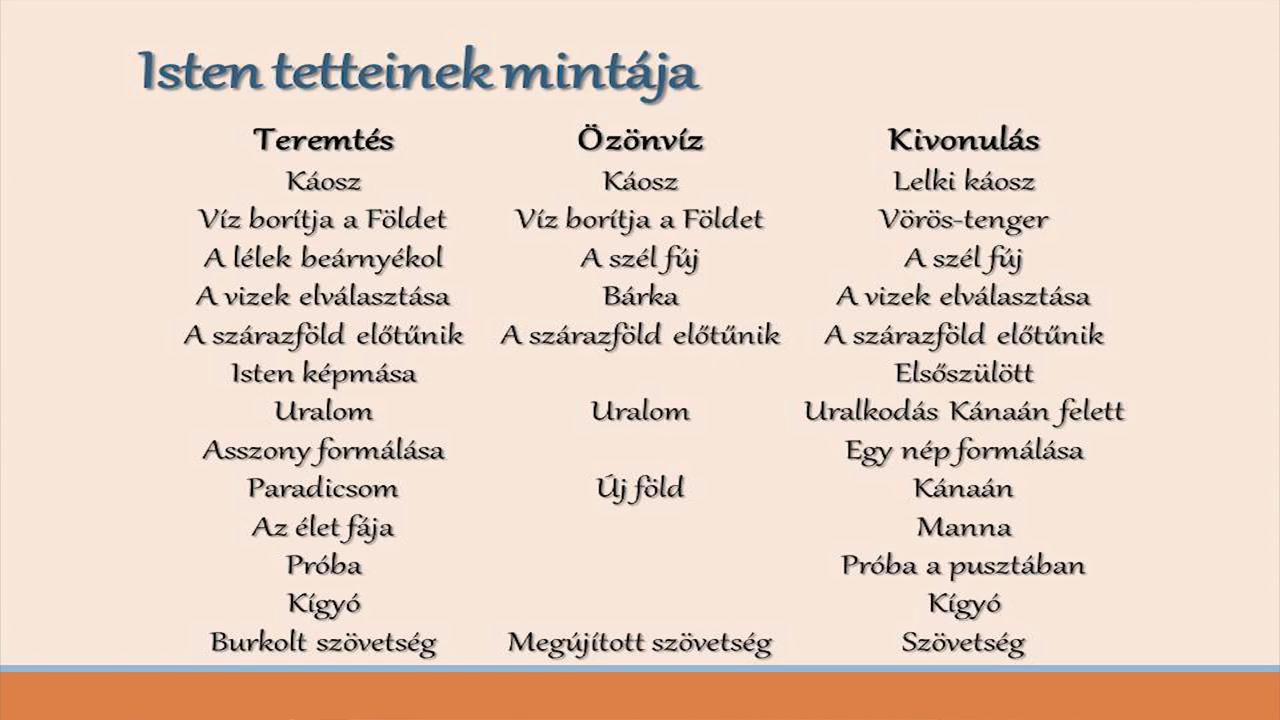 Isten tetteinek mintája
Teremtés Özönvíz Kivonulás
Káosz Káosz Lelki káosz
Víz borítja a Földet Víz borítja a Földet Vörös-tenger
A lélek beárnyékol A szél fúj A szél fúj
A vizek elválasztása Bárka A vizek elválasztása
A szárazföld előtűnik A szárazföld előtűnik A szárazföld előtűnik
Isten képmása Elsőszülött
Uralom Uralom Uralkodás Kánaán felett
Asszony formálása Egy nép formálása
Paradicsom Új föld Kánaán
Az élet fája Manna
Próba Próba a pusztában
Kígyó Kígyó
Burkolt szövetség Megújított szövetség Szövetség